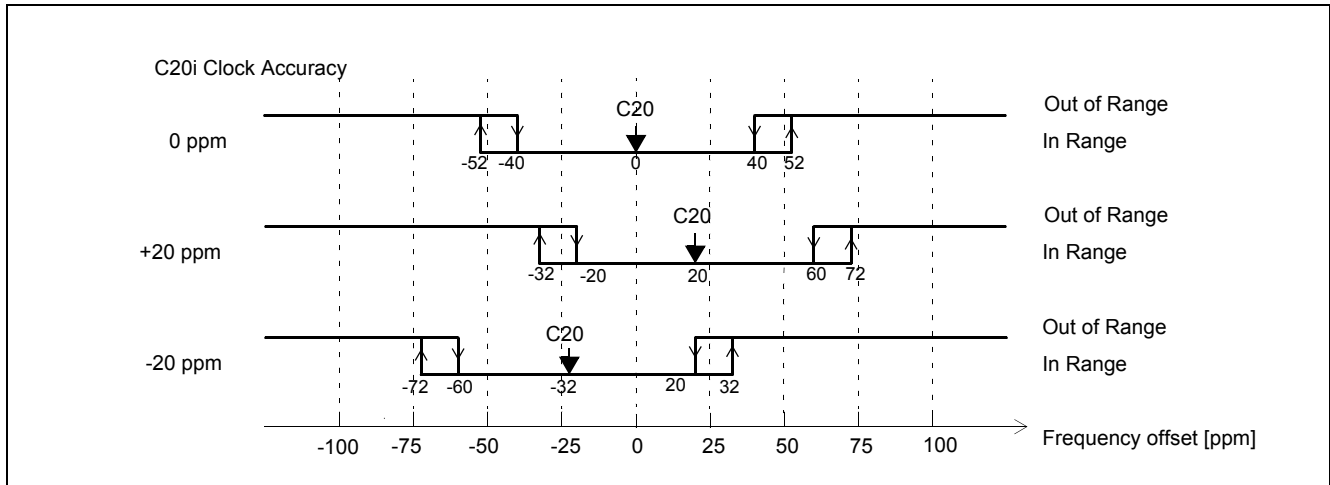 C20i Clock Accuracy
C20
Out of Range
0 ppm
In Range
-52 -40 0 40 52
C20
Out of Range
+20 ppm
In Range
-32 -20 20 60 72
C20
Out of Range
-20 ppm
In Range
-72 -60 -32 20 32
-100 -75 -50 -25 0 25 50 75 100 Frequency offset [ppm]